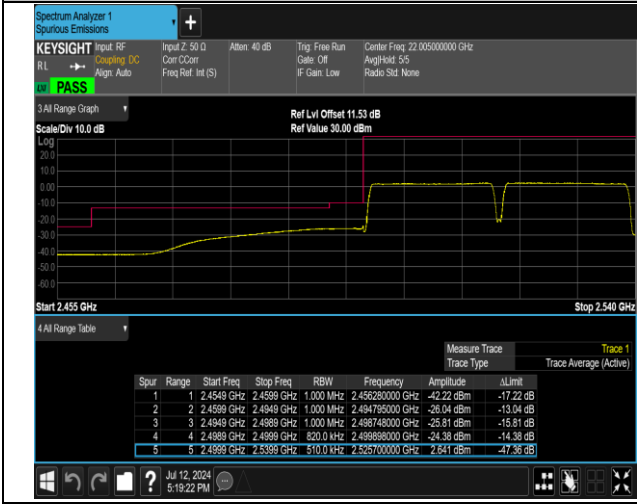 Spectrum Analyzer 1
Spurious Emissions
+
KEYSIGHT Input: RF Input Z: 50 Ω Atten: 40 dB Trig: Free Run Center Freq: 22.005000000 GHz
RL Coupling: DC Corr CCorr Gate: Off Avg|Hold: 5/5
Align: Auto Freq Ref: Int (S) IF Gain: Low Radio Std: None
PASS
3 All Range Graph
Ref Lvl Offset 11.53 dB
Scale/Div 10.0 dB Ref Value 30.00 dBm
Log
20.0
10.0
0.00
-10.0
-20.0
-30.0
-40.0
-50.0
-60.0
Start 2.455 GHz Stop 2.540 GHz
4 All Range Table
Measure Trace Trace 1
Trace Type Trace Average (Active)
Spur Range Start Freq Stop Freq RBW Frequency Amplitude ΔLimit
1 1 2.4549 GHz 2.4599 GHz 1.000 MHz 2.456280000 GHz -42.22 dBm -17.22 dB
2 2 2.4599 GHz 2.4949 GHz 1.000 MHz 2.494795000 GHz -26.04 dBm -13.04 dB
3 3 2.4949 GHz 2.4989 GHz 1.000 MHz 2.498748000 GHz -25.81 dBm -15.81 dB
4 4 2.4989 GHz 2.4999 GHz 820.0 kHz 2.499898000 GHz -24.38 dBm -14.38 dB
5 5 2.4999 GHz 2.5399 GHz 510.0 kHz 2.525700000 GHz 2.641 dBm -47.36 dB
? Jul 12, 2024
5:19:22 PM